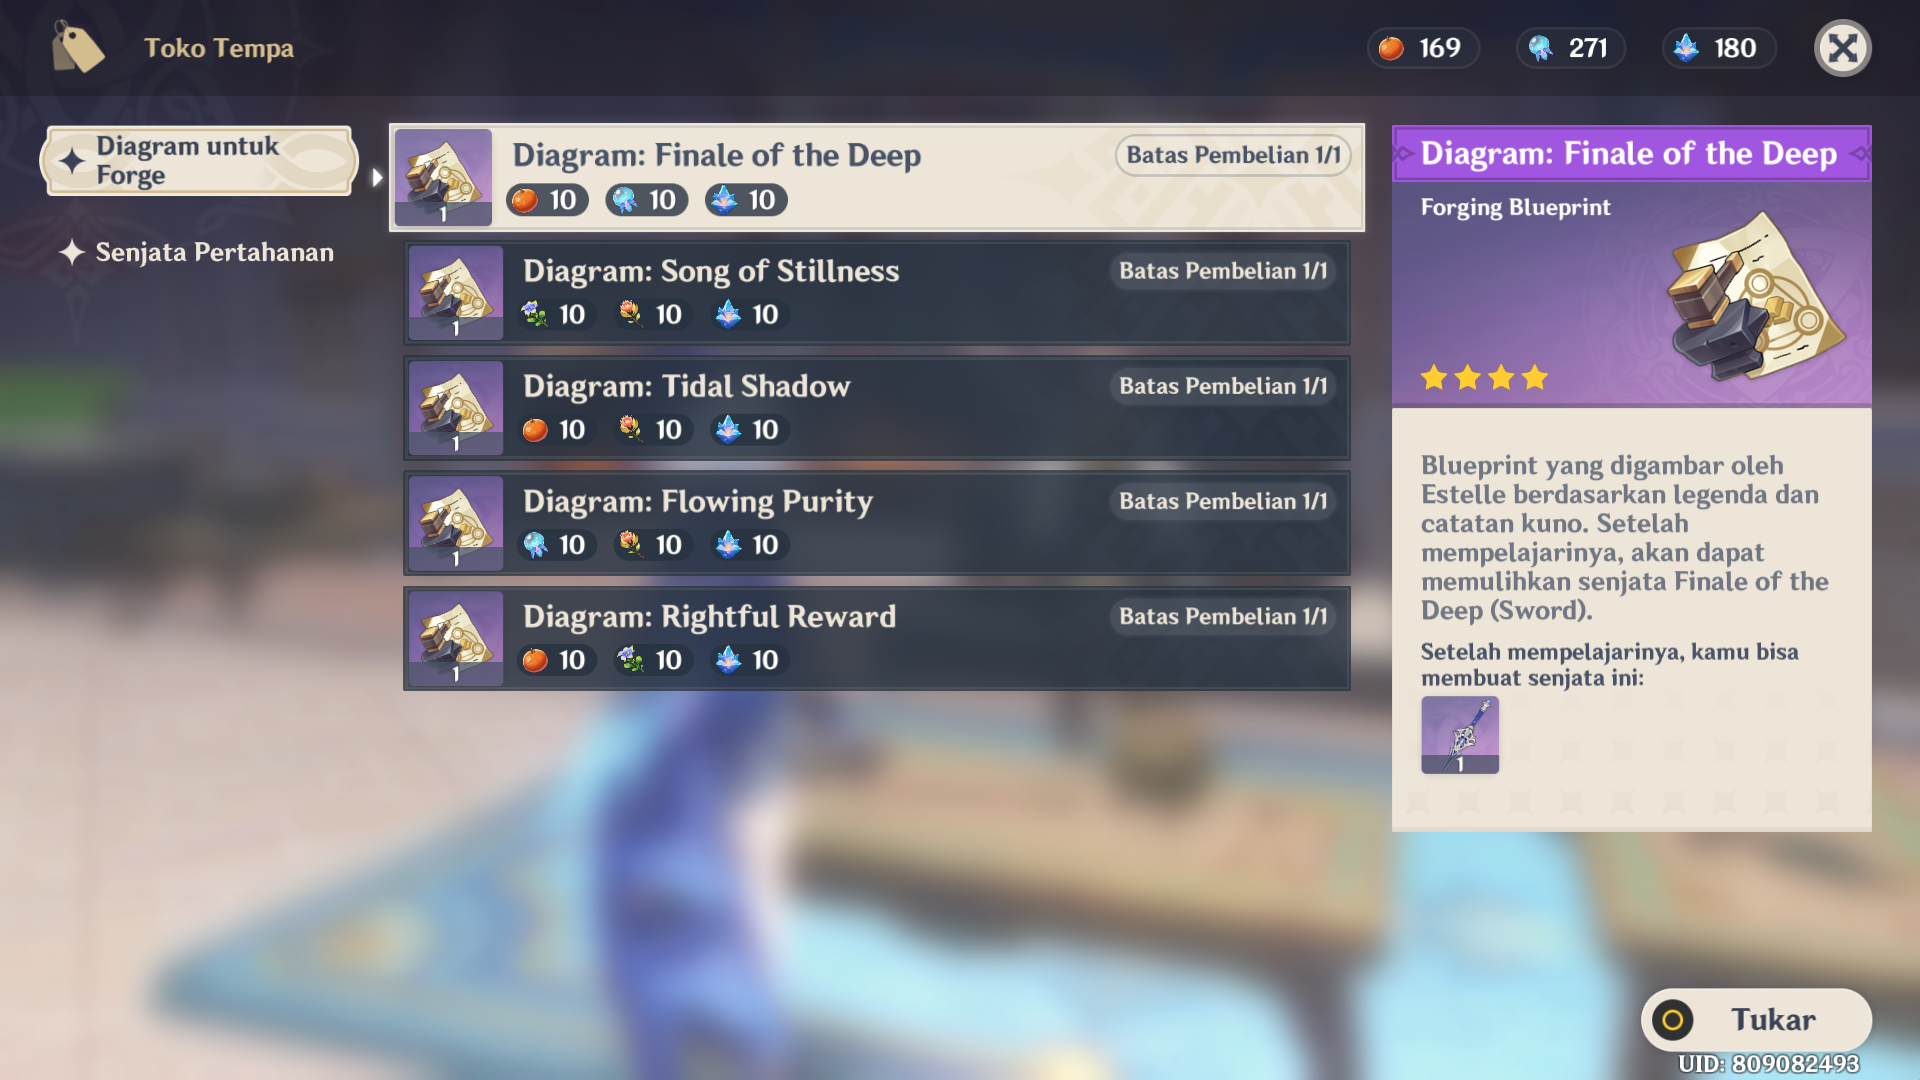 Toko Tempa
169
271
180
Diagram untuk
Forge
Senjata Pertahanan
1
Diagram: Finale of the Deep
Batas Pembelian 1/1
10
10
10
1
Diagram: Song of Stillness
Batas Pembelian 1/1
10
10
10
1
Diagram: Tidal Shadow
Batas Pembelian 1/1
10
10
10
1
Diagram: Flowing Purity
Batas Pembelian 1/1
10
10
10
1
Diagram: Rightful Reward
Batas Pembelian 1/1
10
10
10
1
Diagram: Finale of the Deep
Forging Blueprint
Blueprint yang digambar oleh
Estelle berdasarkan legenda dan
catatan kuno. Setelah
mempelajarinya, akan dapat
memulihkan senjata Finale of the
Deep (Sword).
Setelah mempelajarinya, kamu bisa
membuat senjata ini:
1
Tukar
UID: 809082493